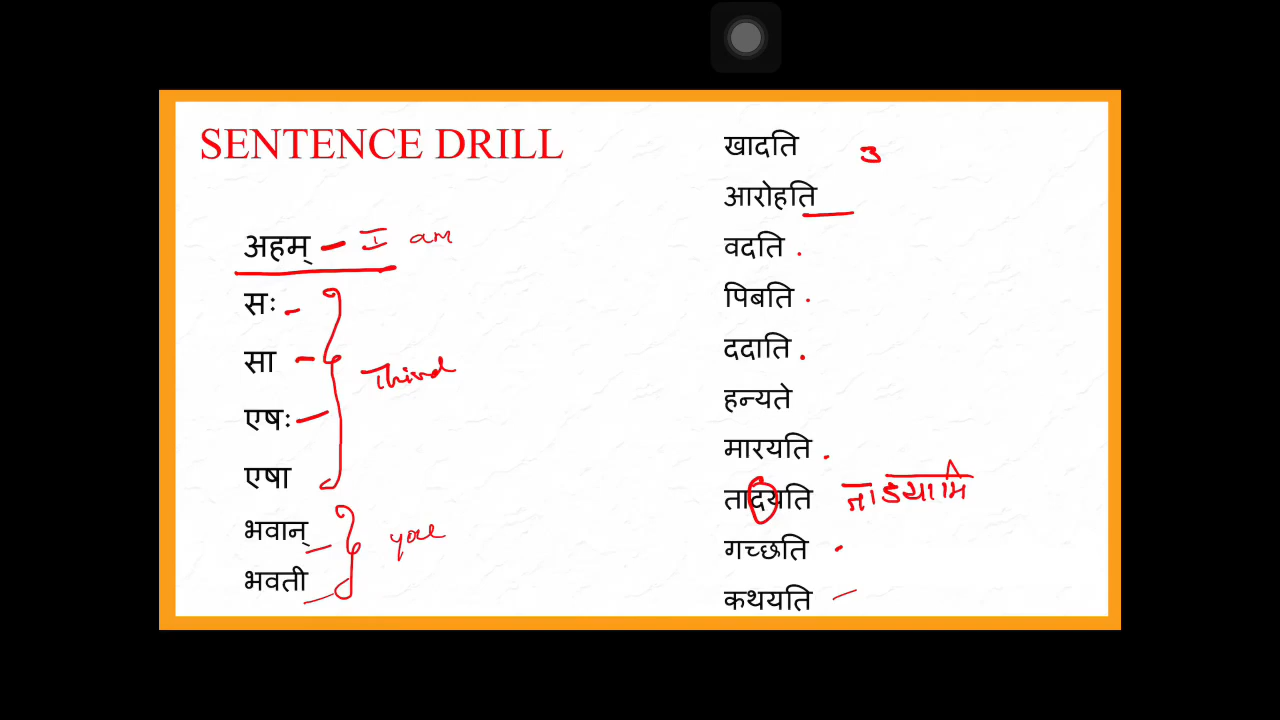 SENTENCE DRILL
अहम् - I am
सः -
सा -
एषः -
एषा
Third
भवान्
भवती
you
खादति 3
आरोहति
वदति .
पिबति .
ददाति .
हन्यते
मारयति .
तादयति ताडयामि
गच्छति .
कथयति